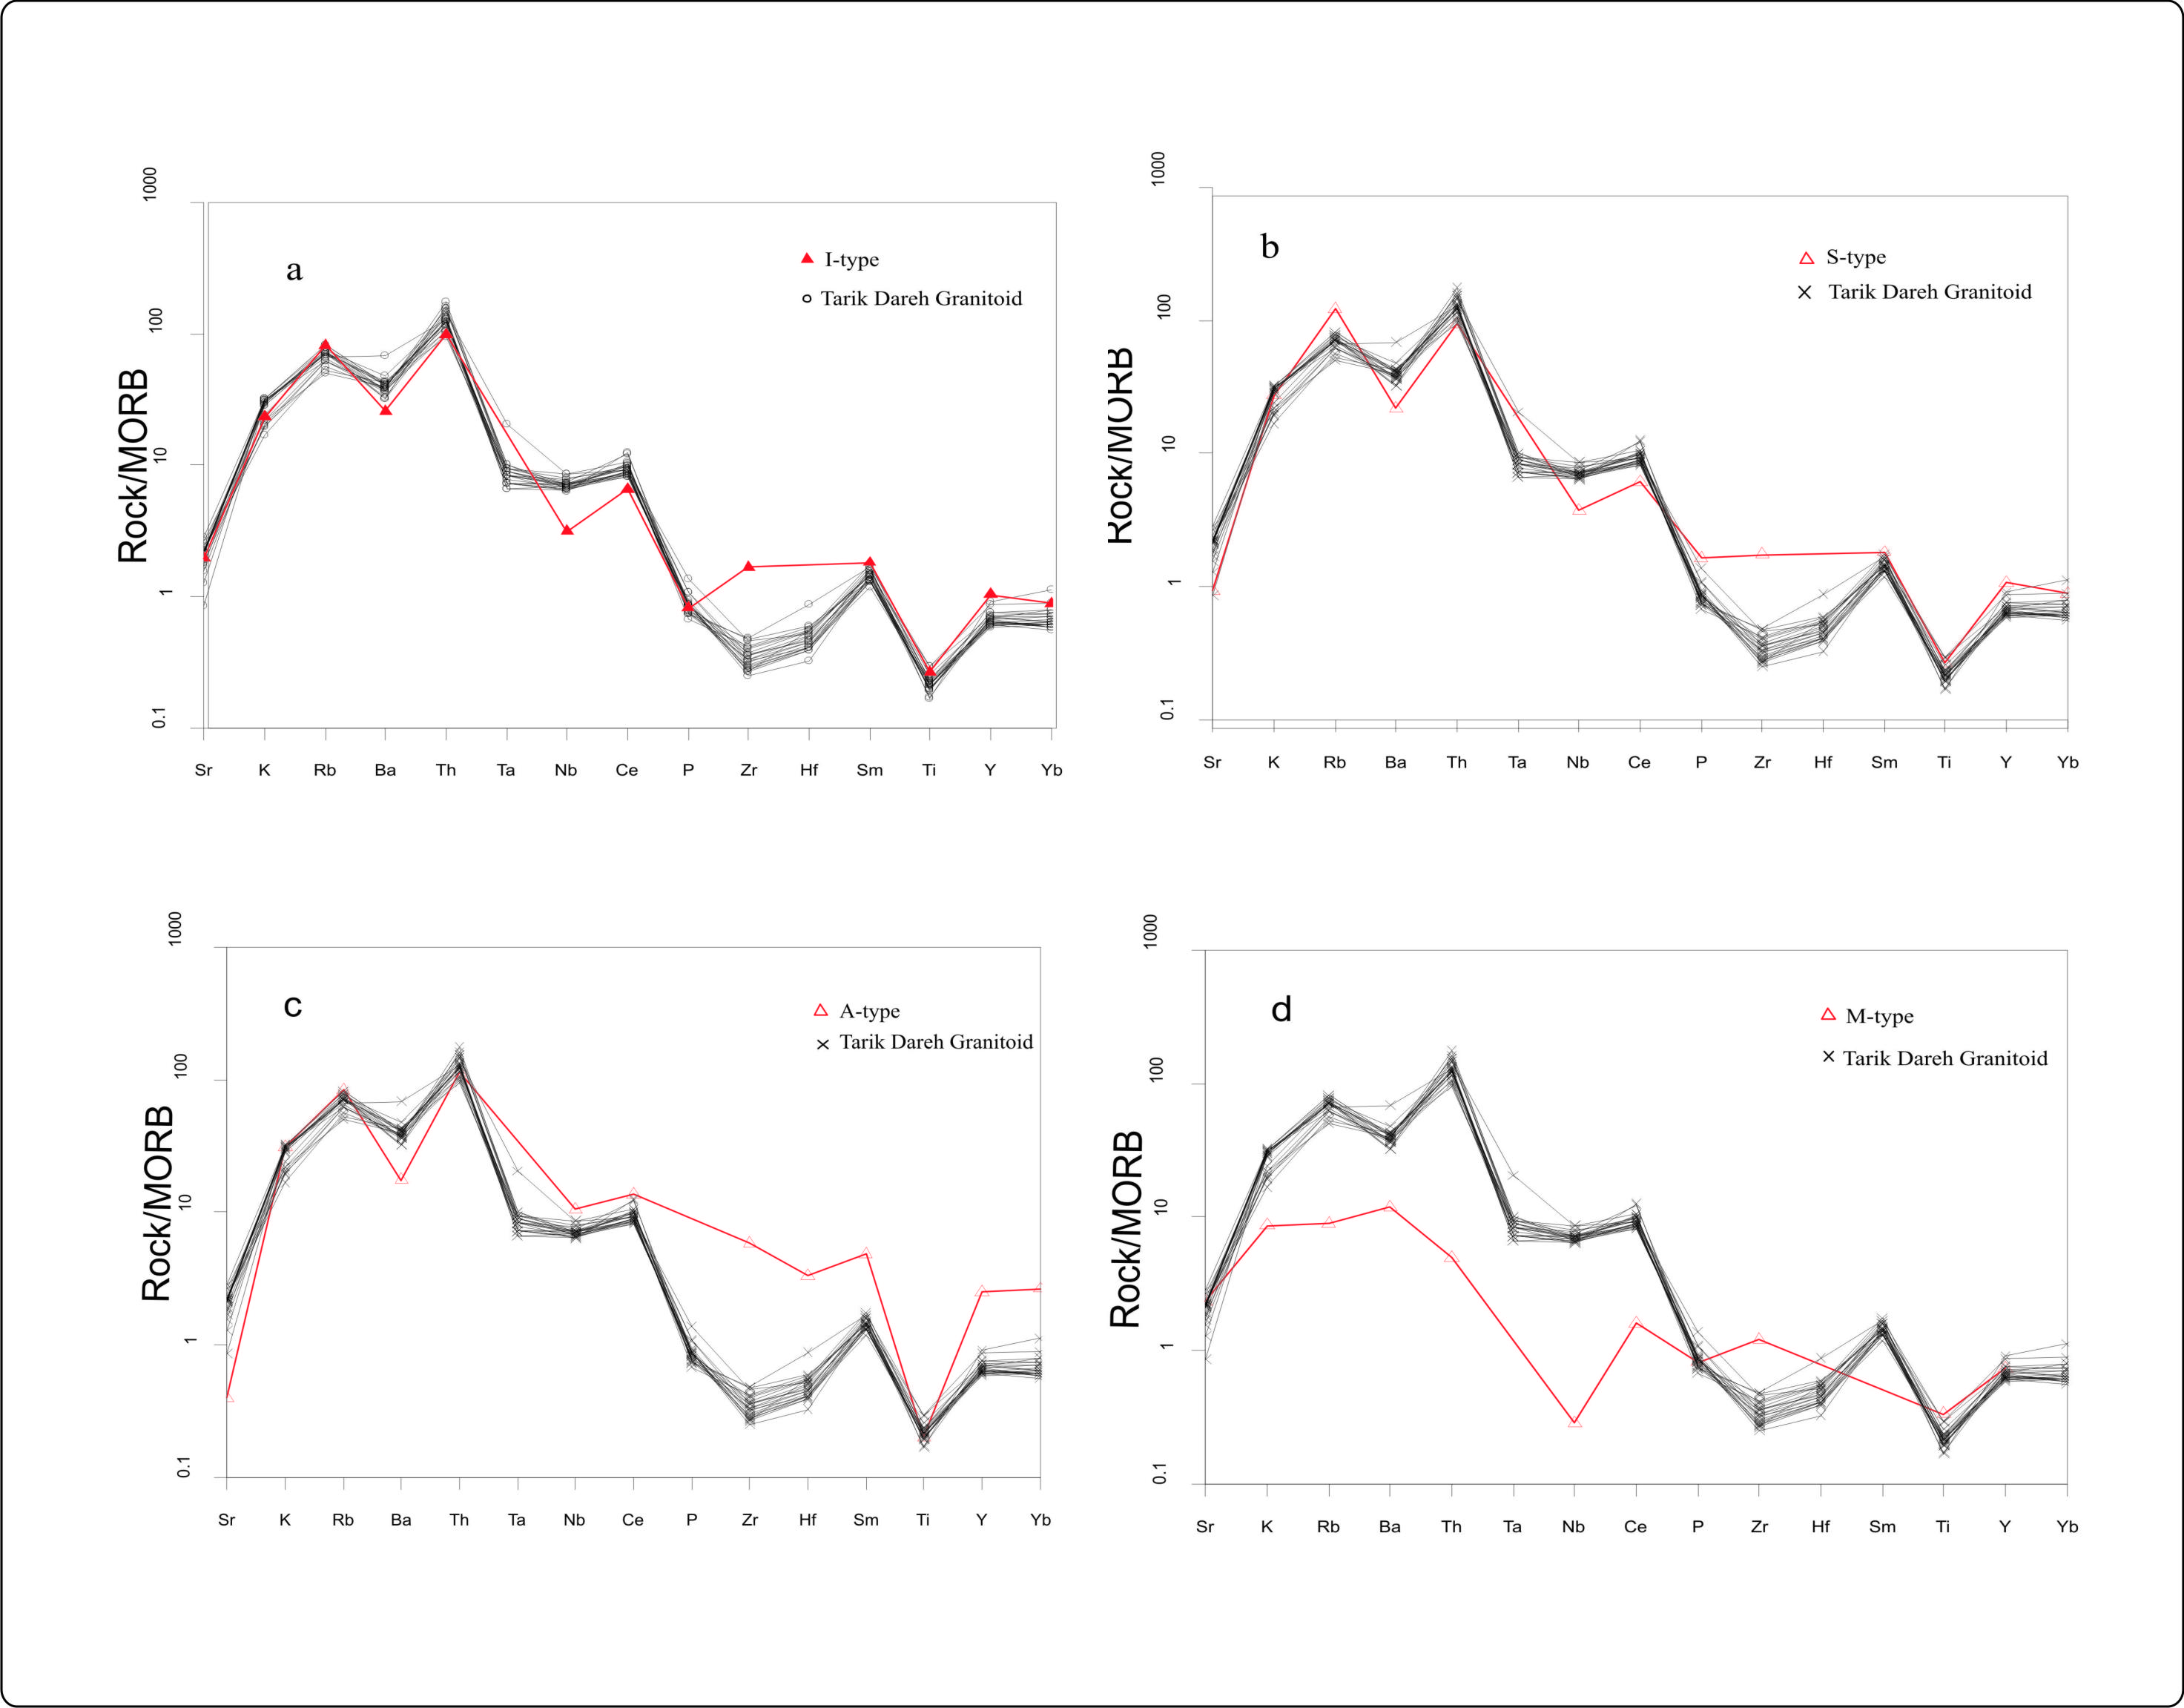 a
I-type
Tarik Dareh Granitoid
Rock/MORB
1000
100
10
1
0.1
Sr K Rb Ba Th Ta Nb Ce P Zr Hf Sm Ti Y Yb
b
S-type
Tarik Dareh Granitoid
Rock/MORB
1000
100
10
1
0.1
Sr K Rb Ba Th Ta Nb Ce P Zr Hf Sm Ti Y Yb
c
A-type
Tarik Dareh Granitoid
Rock/MORB
1000
100
10
1
0.1
Sr K Rb Ba Th Ta Nb Ce P Zr Hf Sm Ti Y Yb
d
M-type
Tarik Dareh Granitoid
Rock/MORB
1000
100
10
1
0.1
Sr K Rb Ba Th Ta Nb Ce P Zr Hf Sm Ti Y Yb